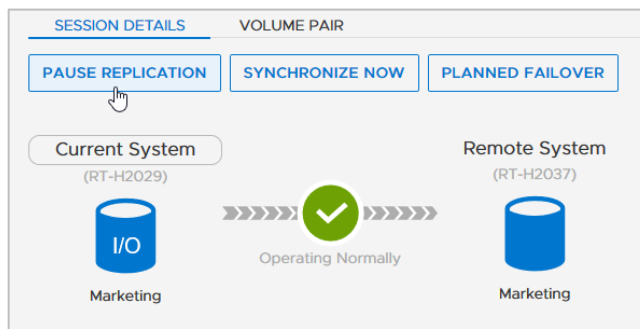 SESSION DETAILS VOLUME PAIR
PAUSE REPLICATION SYNCHRONIZE NOW PLANNED FAILOVER
Current System Remote System
(RT-H2029) (RT-H2037)
I/O
Operating Normally
Marketing Marketing